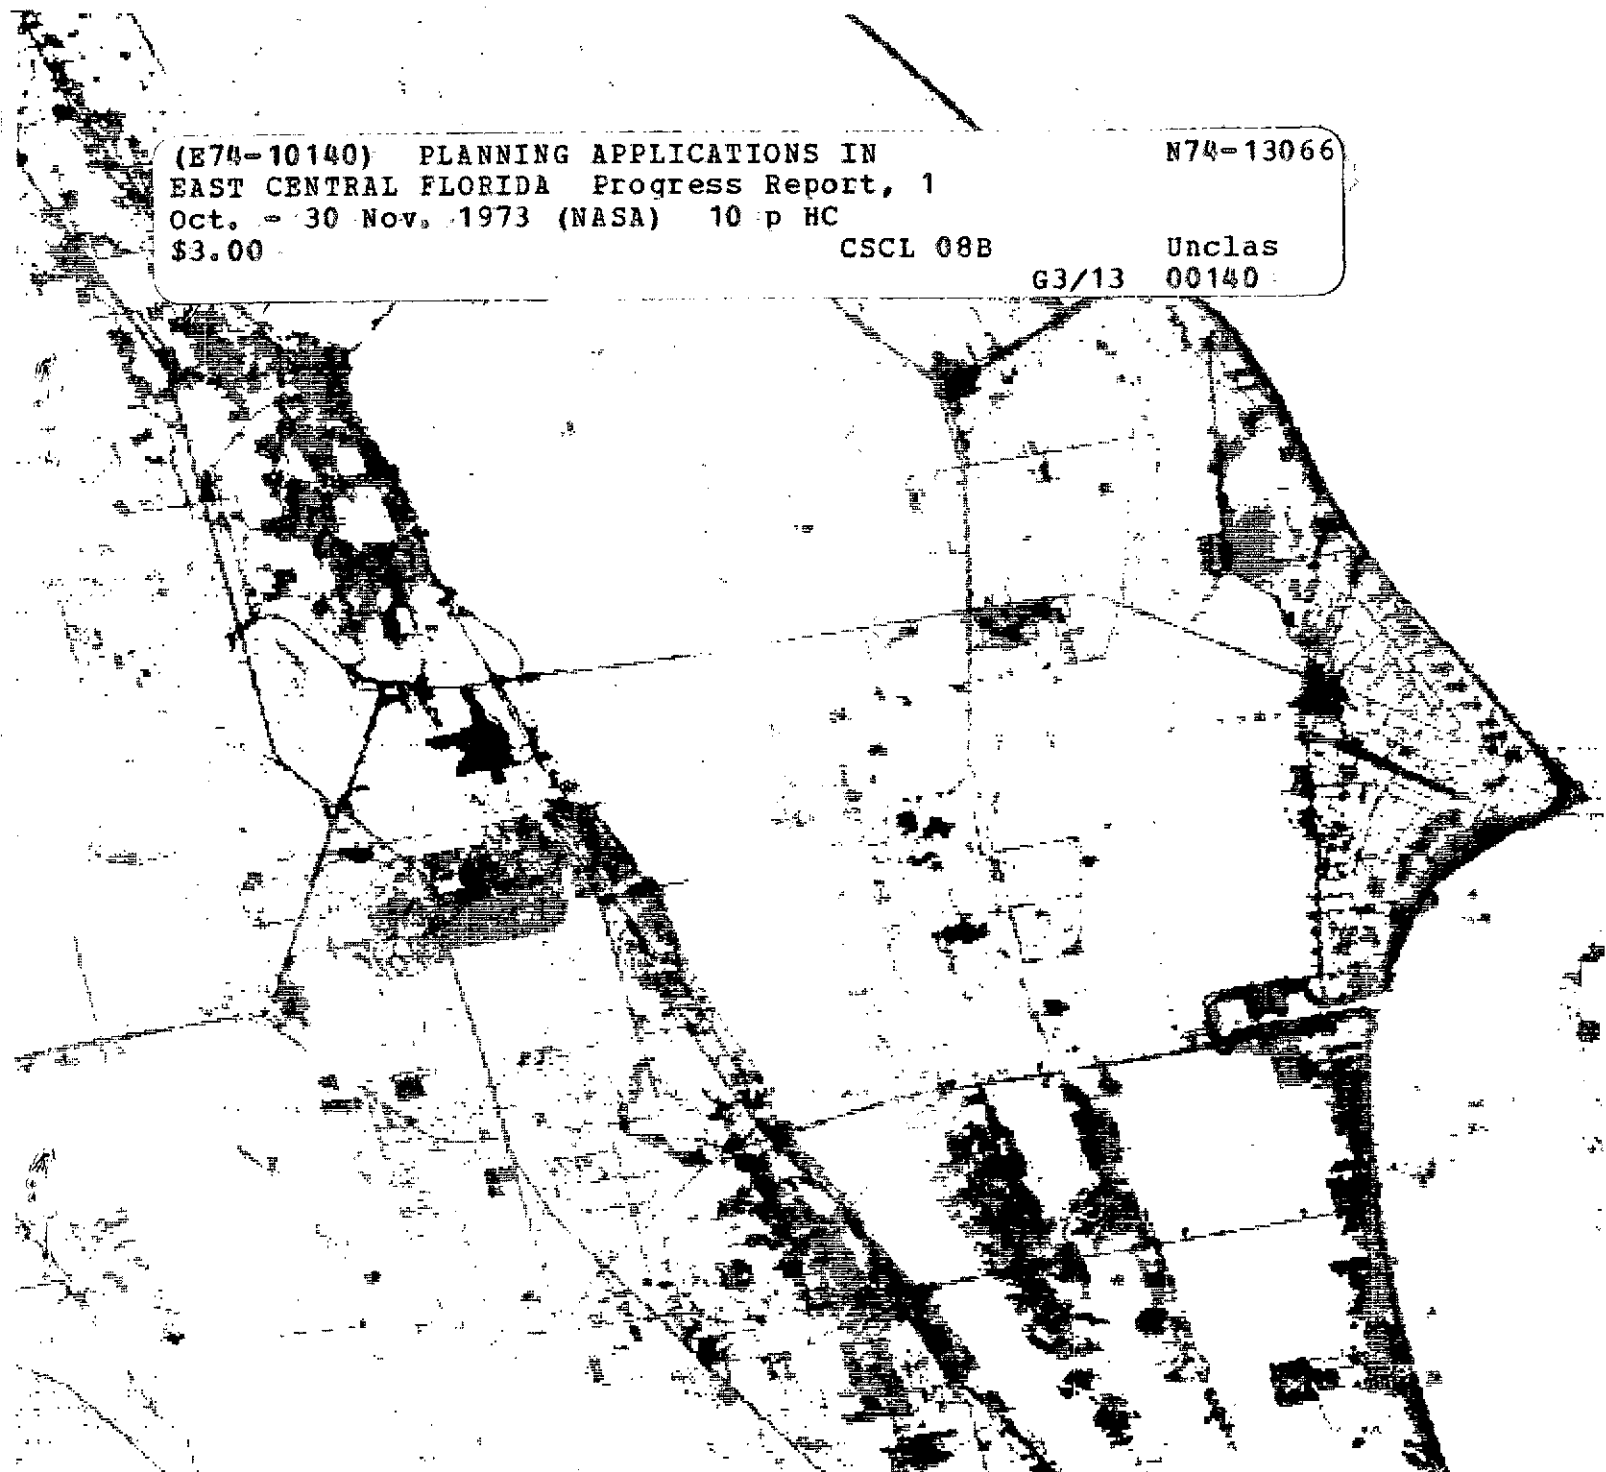 (E74-10140) PLANNING APPLICATIONS IN N74-13066
EAST CENTRAL FLORIDA Progress Report, 1
Oct. - 30 Nov. 1973 (NASA) 10 p HC
$3.00 CSCL 08B Unclas
G3/13 00140